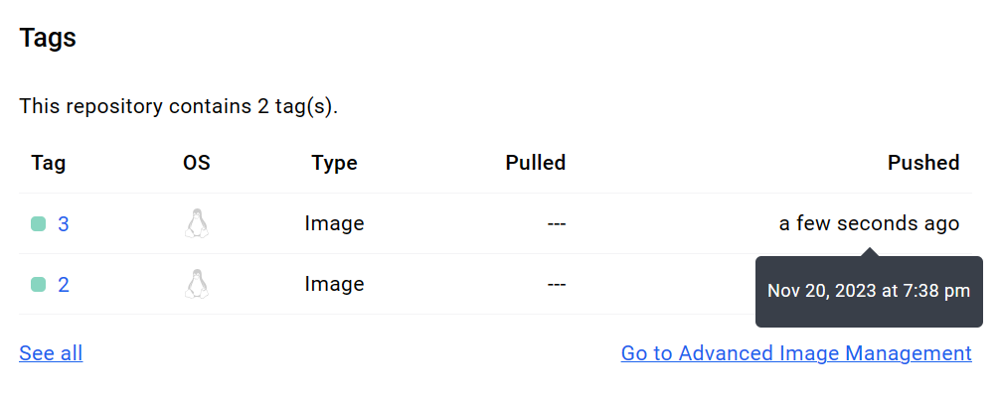 Tags
This repository contains 2 tag(s).
Tag OS Type Pulled Pushed
3 Image --- a few seconds ago
2 Image ---
Nov 20, 2023 at 7:38 pm
See all Go to Advanced Image Management